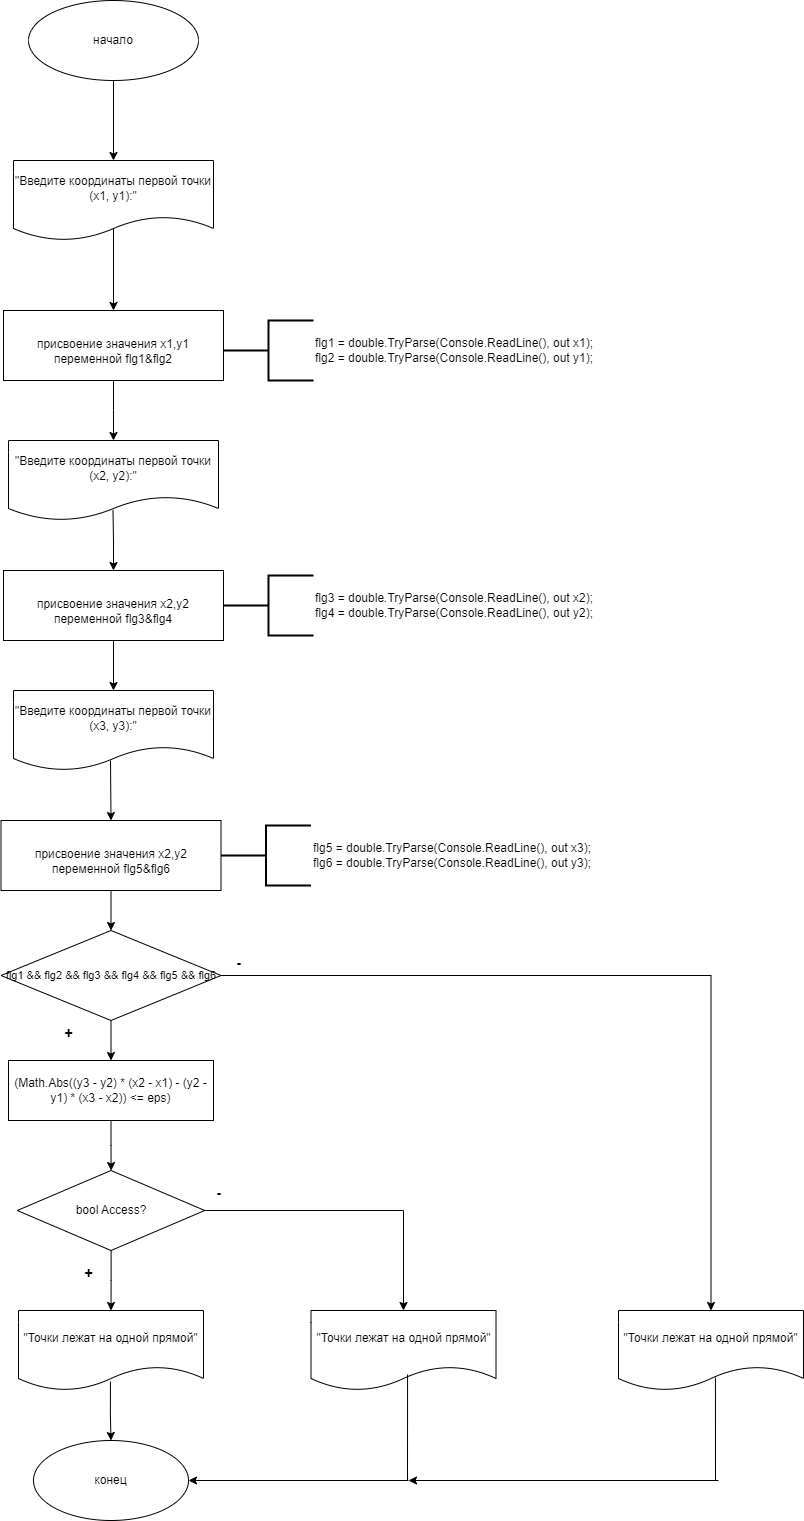 начало
"Введите координаты первой точки
(x1, y1):"
присвоение значения x1,y1
переменной flg1&flg2
flg1 = double.TryParse(Console.ReadLine(), out x1);
flg2 = double.TryParse(Console.ReadLine(), out y1);
"Введите координаты первой точки
(x2, y2):"
присвоение значения x2,y2
переменной flg3&flg4
flg3 = double.TryParse(Console.ReadLine(), out x2);
flg4 = double.TryParse(Console.ReadLine(), out y2);
"Введите координаты первой точки
(x3, y3):"
присвоение значения x2,y2
переменной flg5&flg6
flg5 = double.TryParse(Console.ReadLine(), out x3);
flg6 = double.TryParse(Console.ReadLine(), out y3);
-
flg1 && flg2 && flg3 && flg4 && flg5 && flg6
+
(Math.Abs((y3 - y2) * (x2 - x1) - (y2 -
y1) * (x3 - x2)) <= eps)
-
bool Access?
+
"Точки лежат на одной прямой"
"Точки лежат на одной прямой"
"Точки лежат на одной прямой"
конец